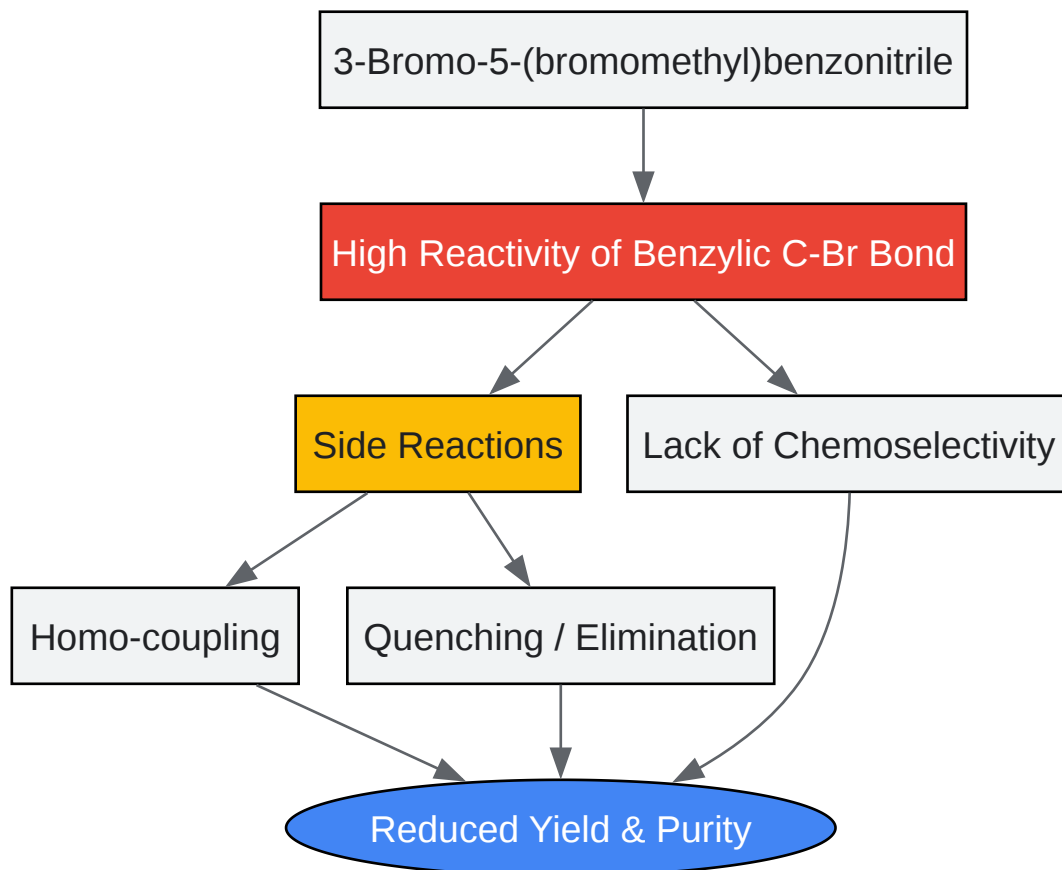 3-Bromo-5-(bromomethyl)benzonitrile
High Reactivity of Benzylic C-Br Bond
Side Reactions
Lack of Chemoselectivity
Homo-coupling
Quenching / Elimination
Reduced Yield & Purity